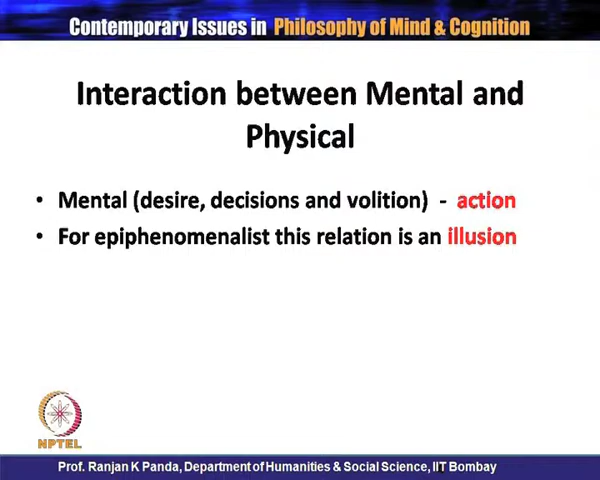 Contemporary Issues in Philosophy of Mind & Cognition
Interaction between Mental and
Physical
• Mental (desire, decisions and volition) - action
• For epiphenomenalist this relation is an illusion
NPTEL
Prof. Ranjan K Panda, Department of Humanities & Social Science, IIT Bombay